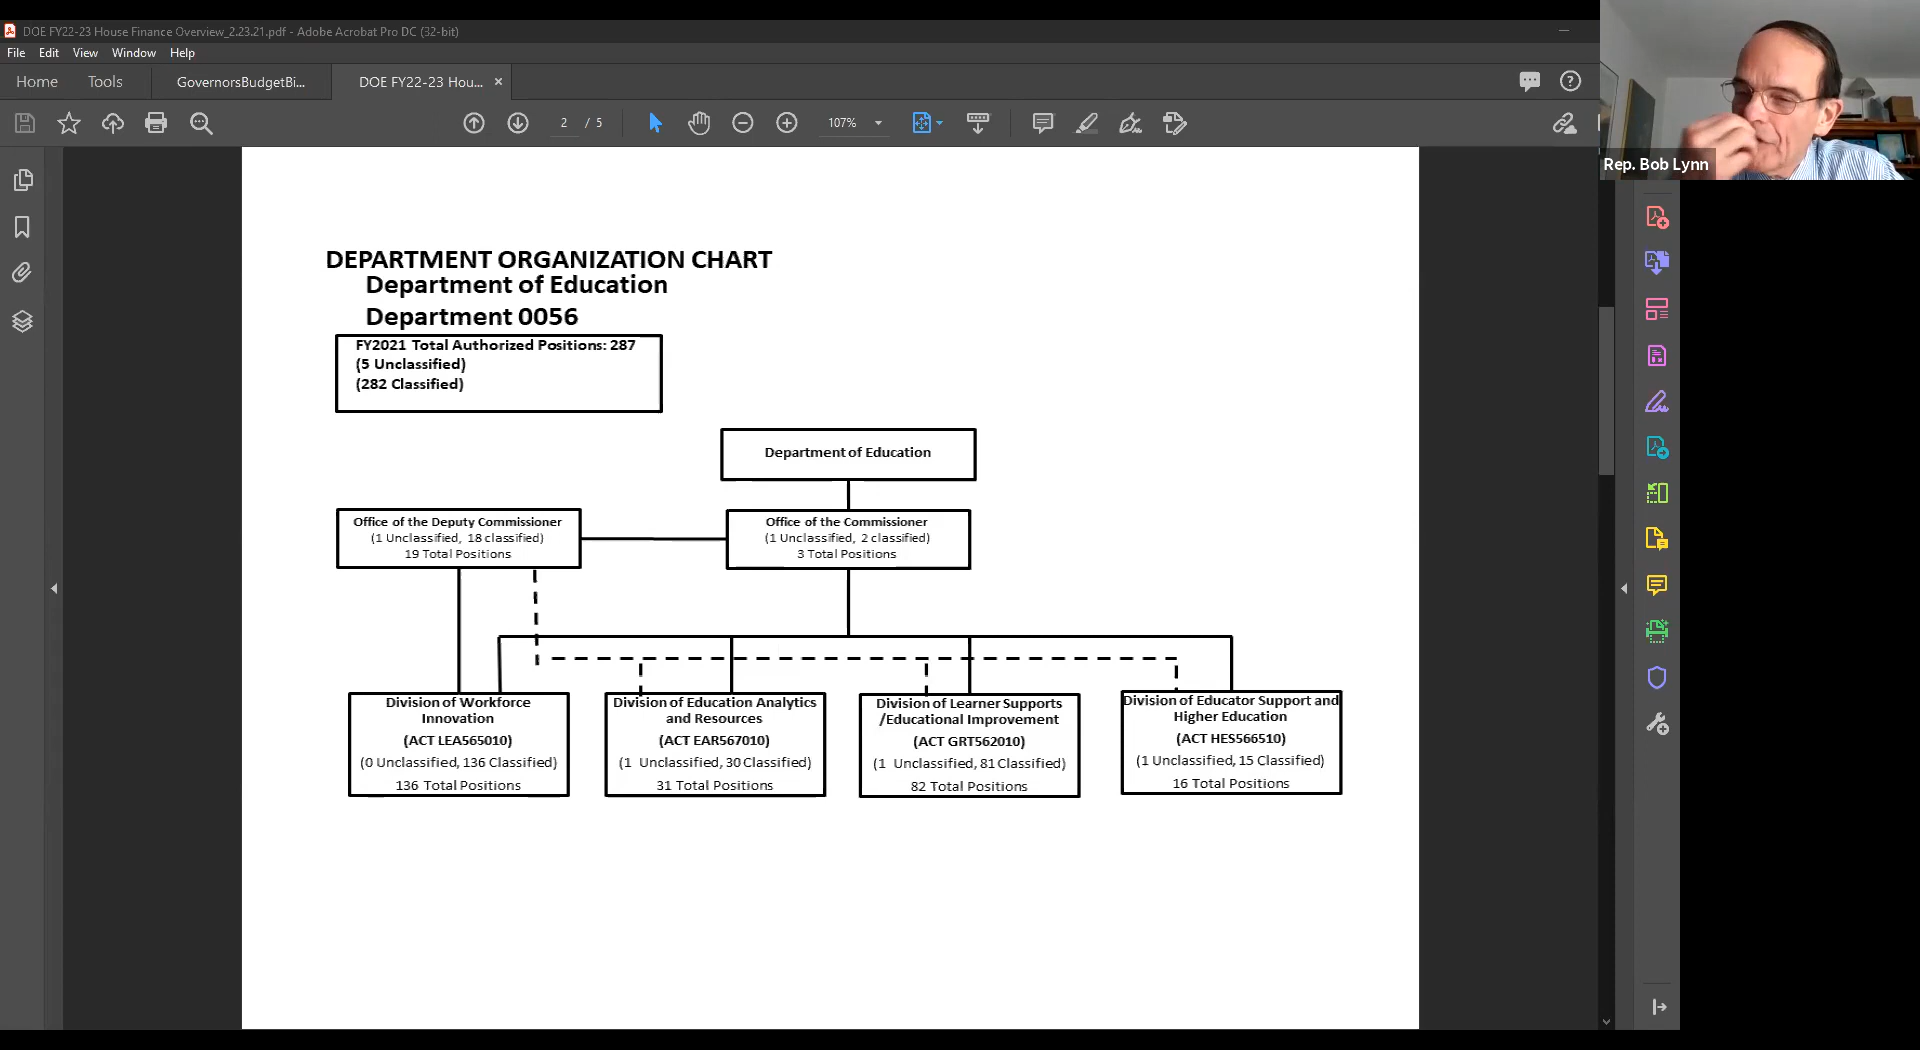 DOE FY22-23 House Finance Overview_2.23.21.pdf - Adobe Acrobat Pro DC (32-bit)
File Edit View Window Help
Home Tools GovernorsBudgetBi... DOE FY22-23 Hou... ×
2 / 5 107%
Rep. Bob Lynn
DEPARTMENT ORGANIZATION CHART
Department of Education
Department 0056
FY2021 Total Authorized Positions: 287
(5 Unclassified)
(282 Classified)
Department of Education
Office of the Deputy Commissioner
(1 Unclassified, 18 classified)
19 Total Positions
Office of the Commissioner
(1 Unclassified, 2 classified)
3 Total Positions
Division of Workforce
Innovation
(ACT LEA565010)
(0 Unclassified, 136 Classified)
136 Total Positions
Division of Education Analytics
and Resources
(ACT EAR567010)
(1 Unclassified, 30 Classified)
31 Total Positions
Division of Learner Supports
/Educational Improvement
(ACT GRT562010)
(1 Unclassified, 81 Classified)
82 Total Positions
Division of Educator Support and
Higher Education
(ACT HES566510)
(1 Unclassified, 15 Classified)
16 Total Positions